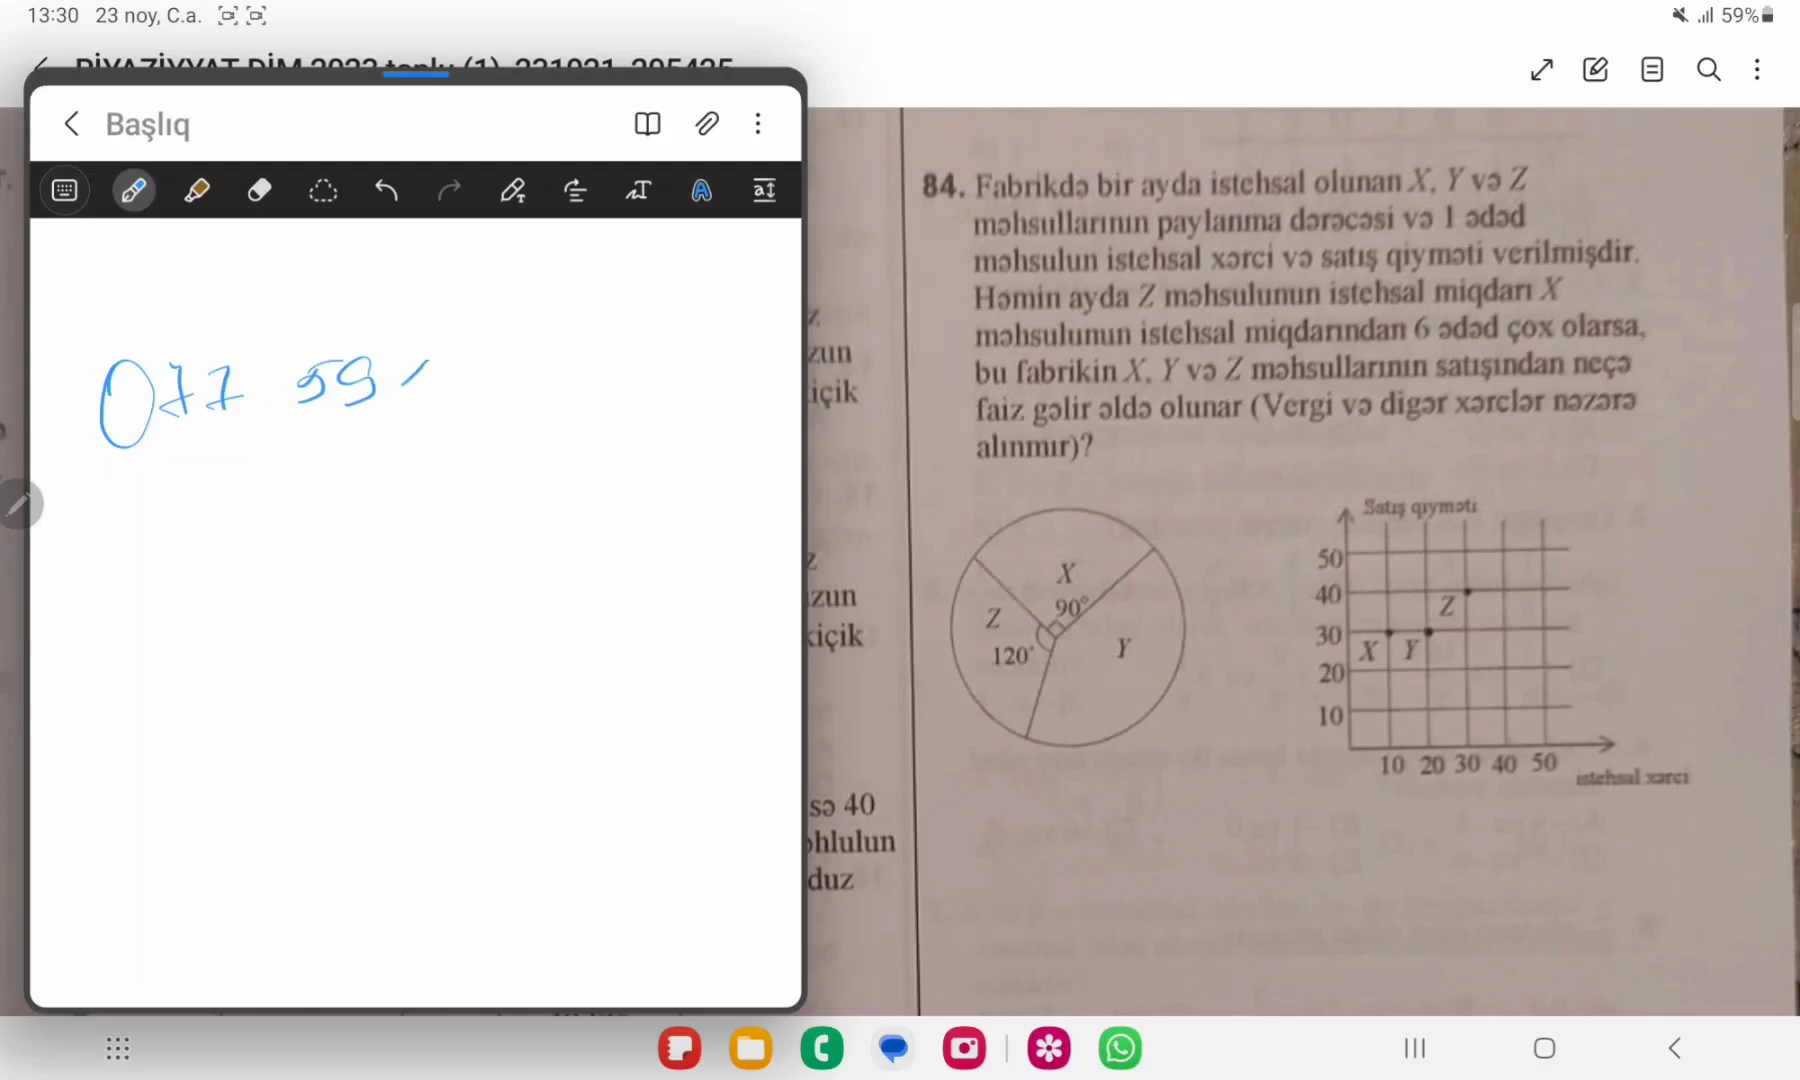 13:30 23 noy, C.a.
59%
Başlıq
077 59
zun
içik
zun
kiçik
sə 40
ohlulun
duz
84. Fabrikdə bir ayda istehsal olunan X, Y və Z
məhsullarının paylanma dərəcəsi və 1 ədəd
məhsulun istehsal xərci və satış qiyməti verilmişdir.
Həmin ayda Z məhsulunun istehsal miqdarı X
məhsulunun istehsal miqdarından 6 ədəd çox olarsa,
bu fabrikin X, Y və Z məhsullarının satışından neçə
faiz gəlir əldə olunar (Vergi və digər xərclər nəzərə
alınmır)?
X
90°
Z
120°
Y
Satış qiyməti
50
40
30
20
10
Z
X Y
10 20 30 40 50
istehsal xərci